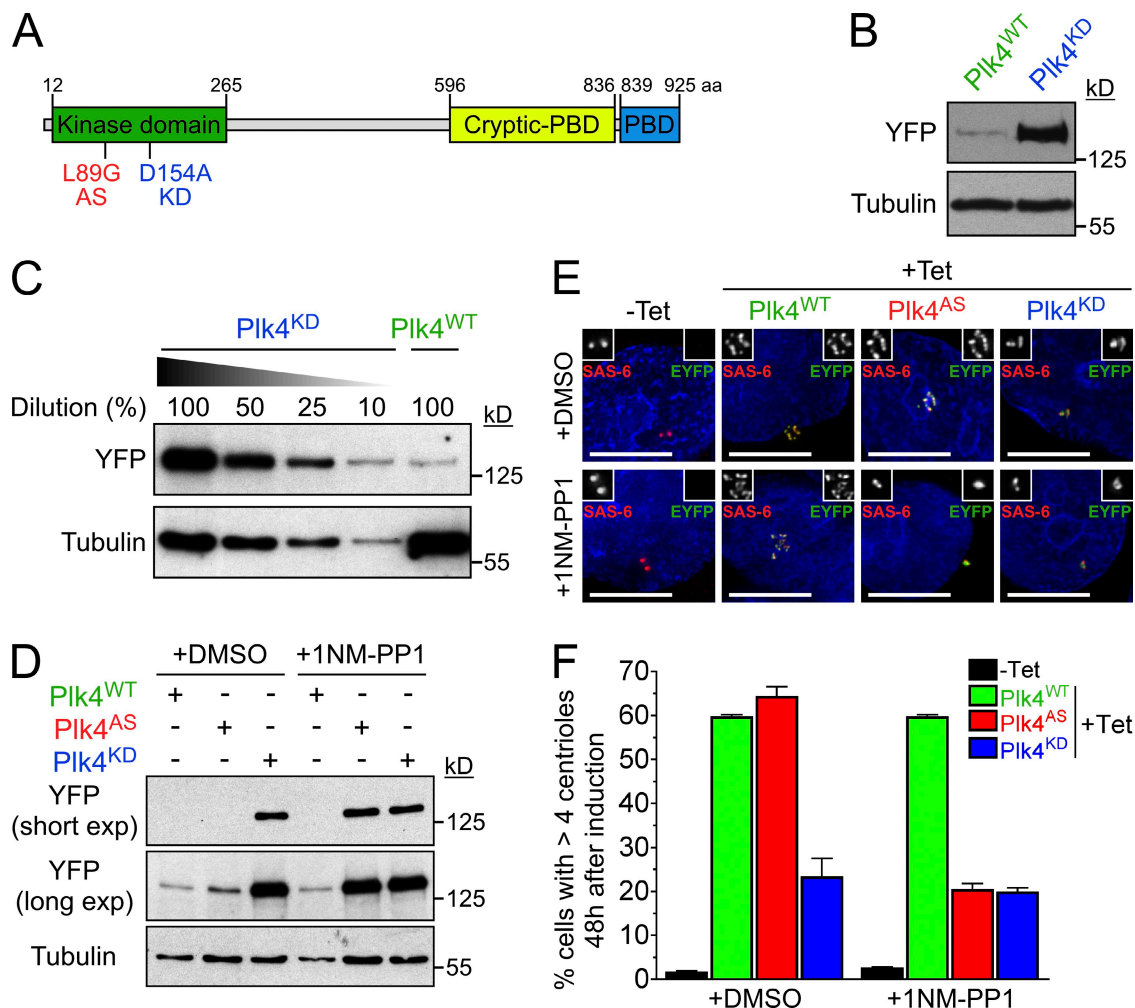 A
12 265 596 836 839 925 aa
Kinase domain Cryptic-PBD PBD
L89G D154A
AS KD
B
Plk4WT Plk4KD
kD
YFP
125
Tubulin
55
C
Plk4KD Plk4WT
Dilution (%) 100 50 25 10 100 kD
YFP
125
Tubulin
55
D
+DMSO +1NM-PP1
Plk4WT + - - + - -
Plk4AS - + - - + -
Plk4KD - - + - - + kD
YFP
(short exp)
125
YFP
(long exp)
125
Tubulin
55
E
+Tet
-Tet Plk4WT Plk4AS Plk4KD
+DMSO
SAS-6 EYFP SAS-6 EYFP SAS-6 EYFP SAS-6 EYFP
+1NM-PP1
SAS-6 EYFP SAS-6 EYFP SAS-6 EYFP SAS-6 EYFP
F
% cells with > 4 centrioles
48h after induction
70
60
50
40
30
20
10
0
-Tet
Plk4WT
Plk4AS
Plk4KD
+Tet
+DMSO +1NM-PP1